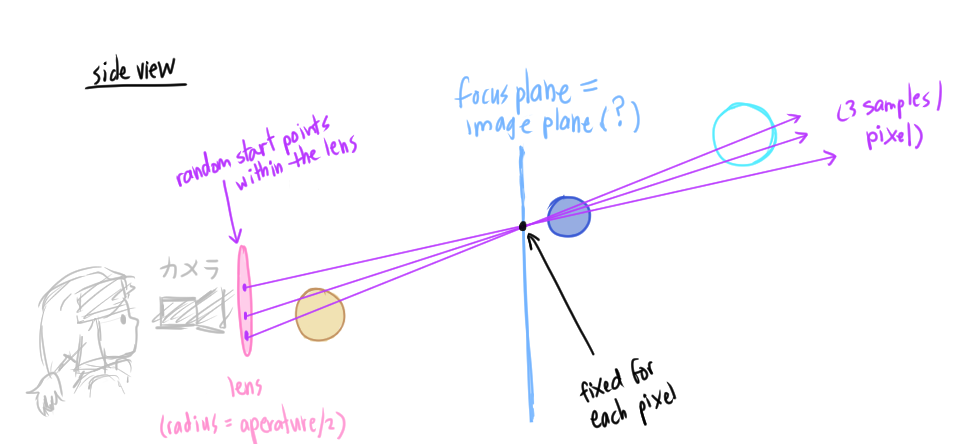 side view
focus plane =
image plane (?)
(3 samples/
pixel)
random start points
within the lens
カメラ
lens
(radius = aperature/2)
fixed for
each pixel